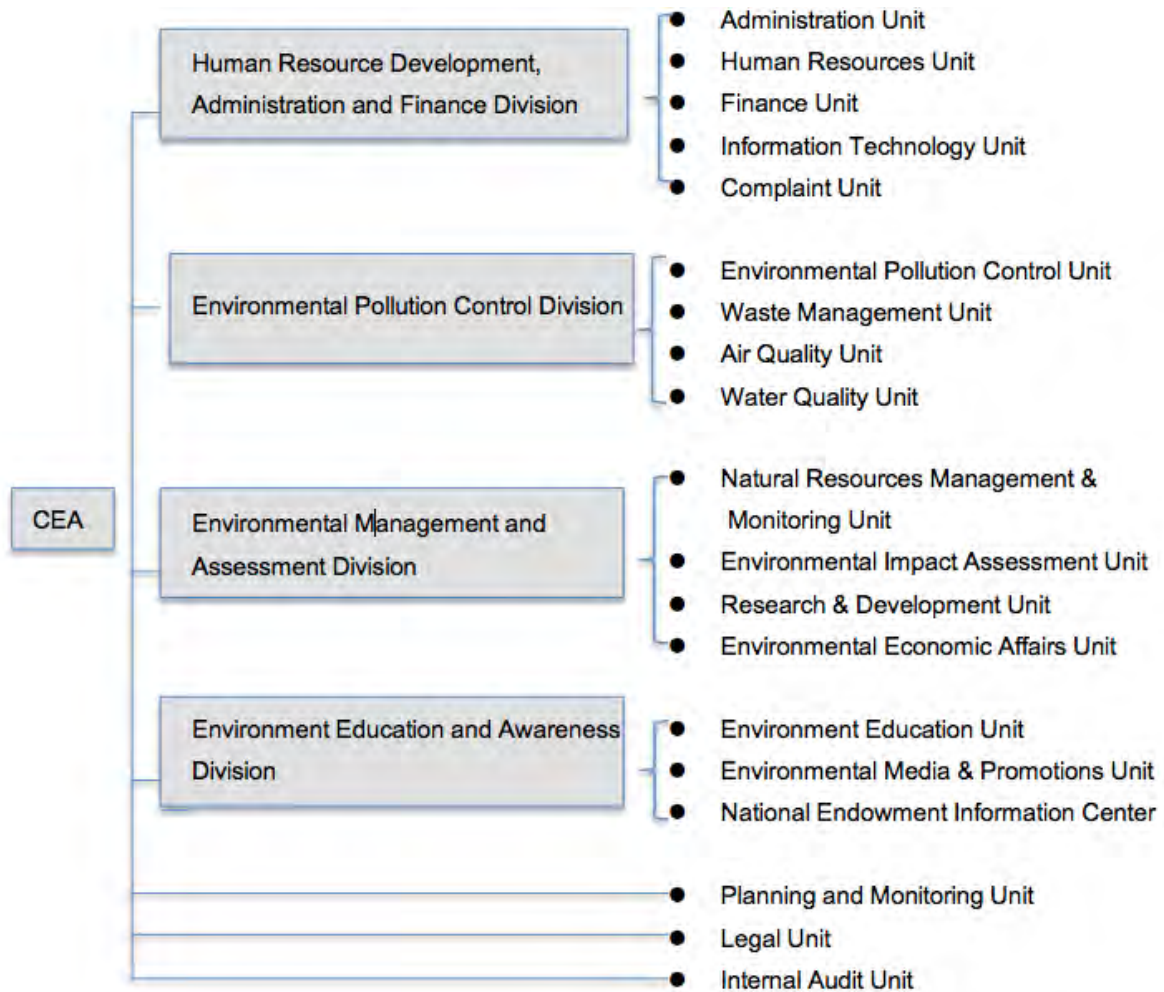 Human Resource Development,
Administration and Finance Division
● Administration Unit
● Human Resources Unit
● Finance Unit
● Information Technology Unit
● Complaint Unit
Environmental Pollution Control Division
● Environmental Pollution Control Unit
● Waste Management Unit
● Air Quality Unit
● Water Quality Unit
CEA
Environmental Management and
Assessment Division
● Natural Resources Management &
Monitoring Unit
● Environmental Impact Assessment Unit
● Research & Development Unit
● Environmental Economic Affairs Unit
Environment Education and Awareness
Division
● Environment Education Unit
● Environmental Media & Promotions Unit
● National Endowment Information Center
● Planning and Monitoring Unit
● Legal Unit
● Internal Audit Unit